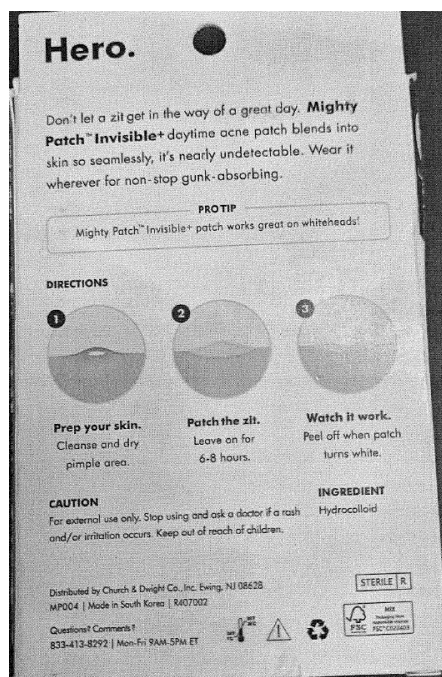 Hero.
Don't let a zit get in the way of a great day. Mighty
Patch™ Invisible+ daytime acne patch blends into
skin so seamlessly, it's nearly undetectable. Wear it
wherever for non-stop gunk-absorbing.
PRO TIP
Mighty Patch™ Invisible+ patch works great on whiteheads!
DIRECTIONS
1
2
3
Prep your skin.
Cleanse and dry
pimple area.
Patch the zit.
Leave on for
6-8 hours.
Watch it work.
Peel off when patch
turns white.
CAUTION
For external use only. Stop using and ask a doctor if a rash
and/or irritation occurs. Keep out of reach of children.
INGREDIENT
Hydrocolloid
Distributed by Church & Dwight Co., Inc. Ewing, NJ 08628
MP004 | Made in South Korea | R407002
STERILE R
Questions? Comments?
833-413-8292 | Mon-Fri 9AM-5PM ET
FSC
MIX